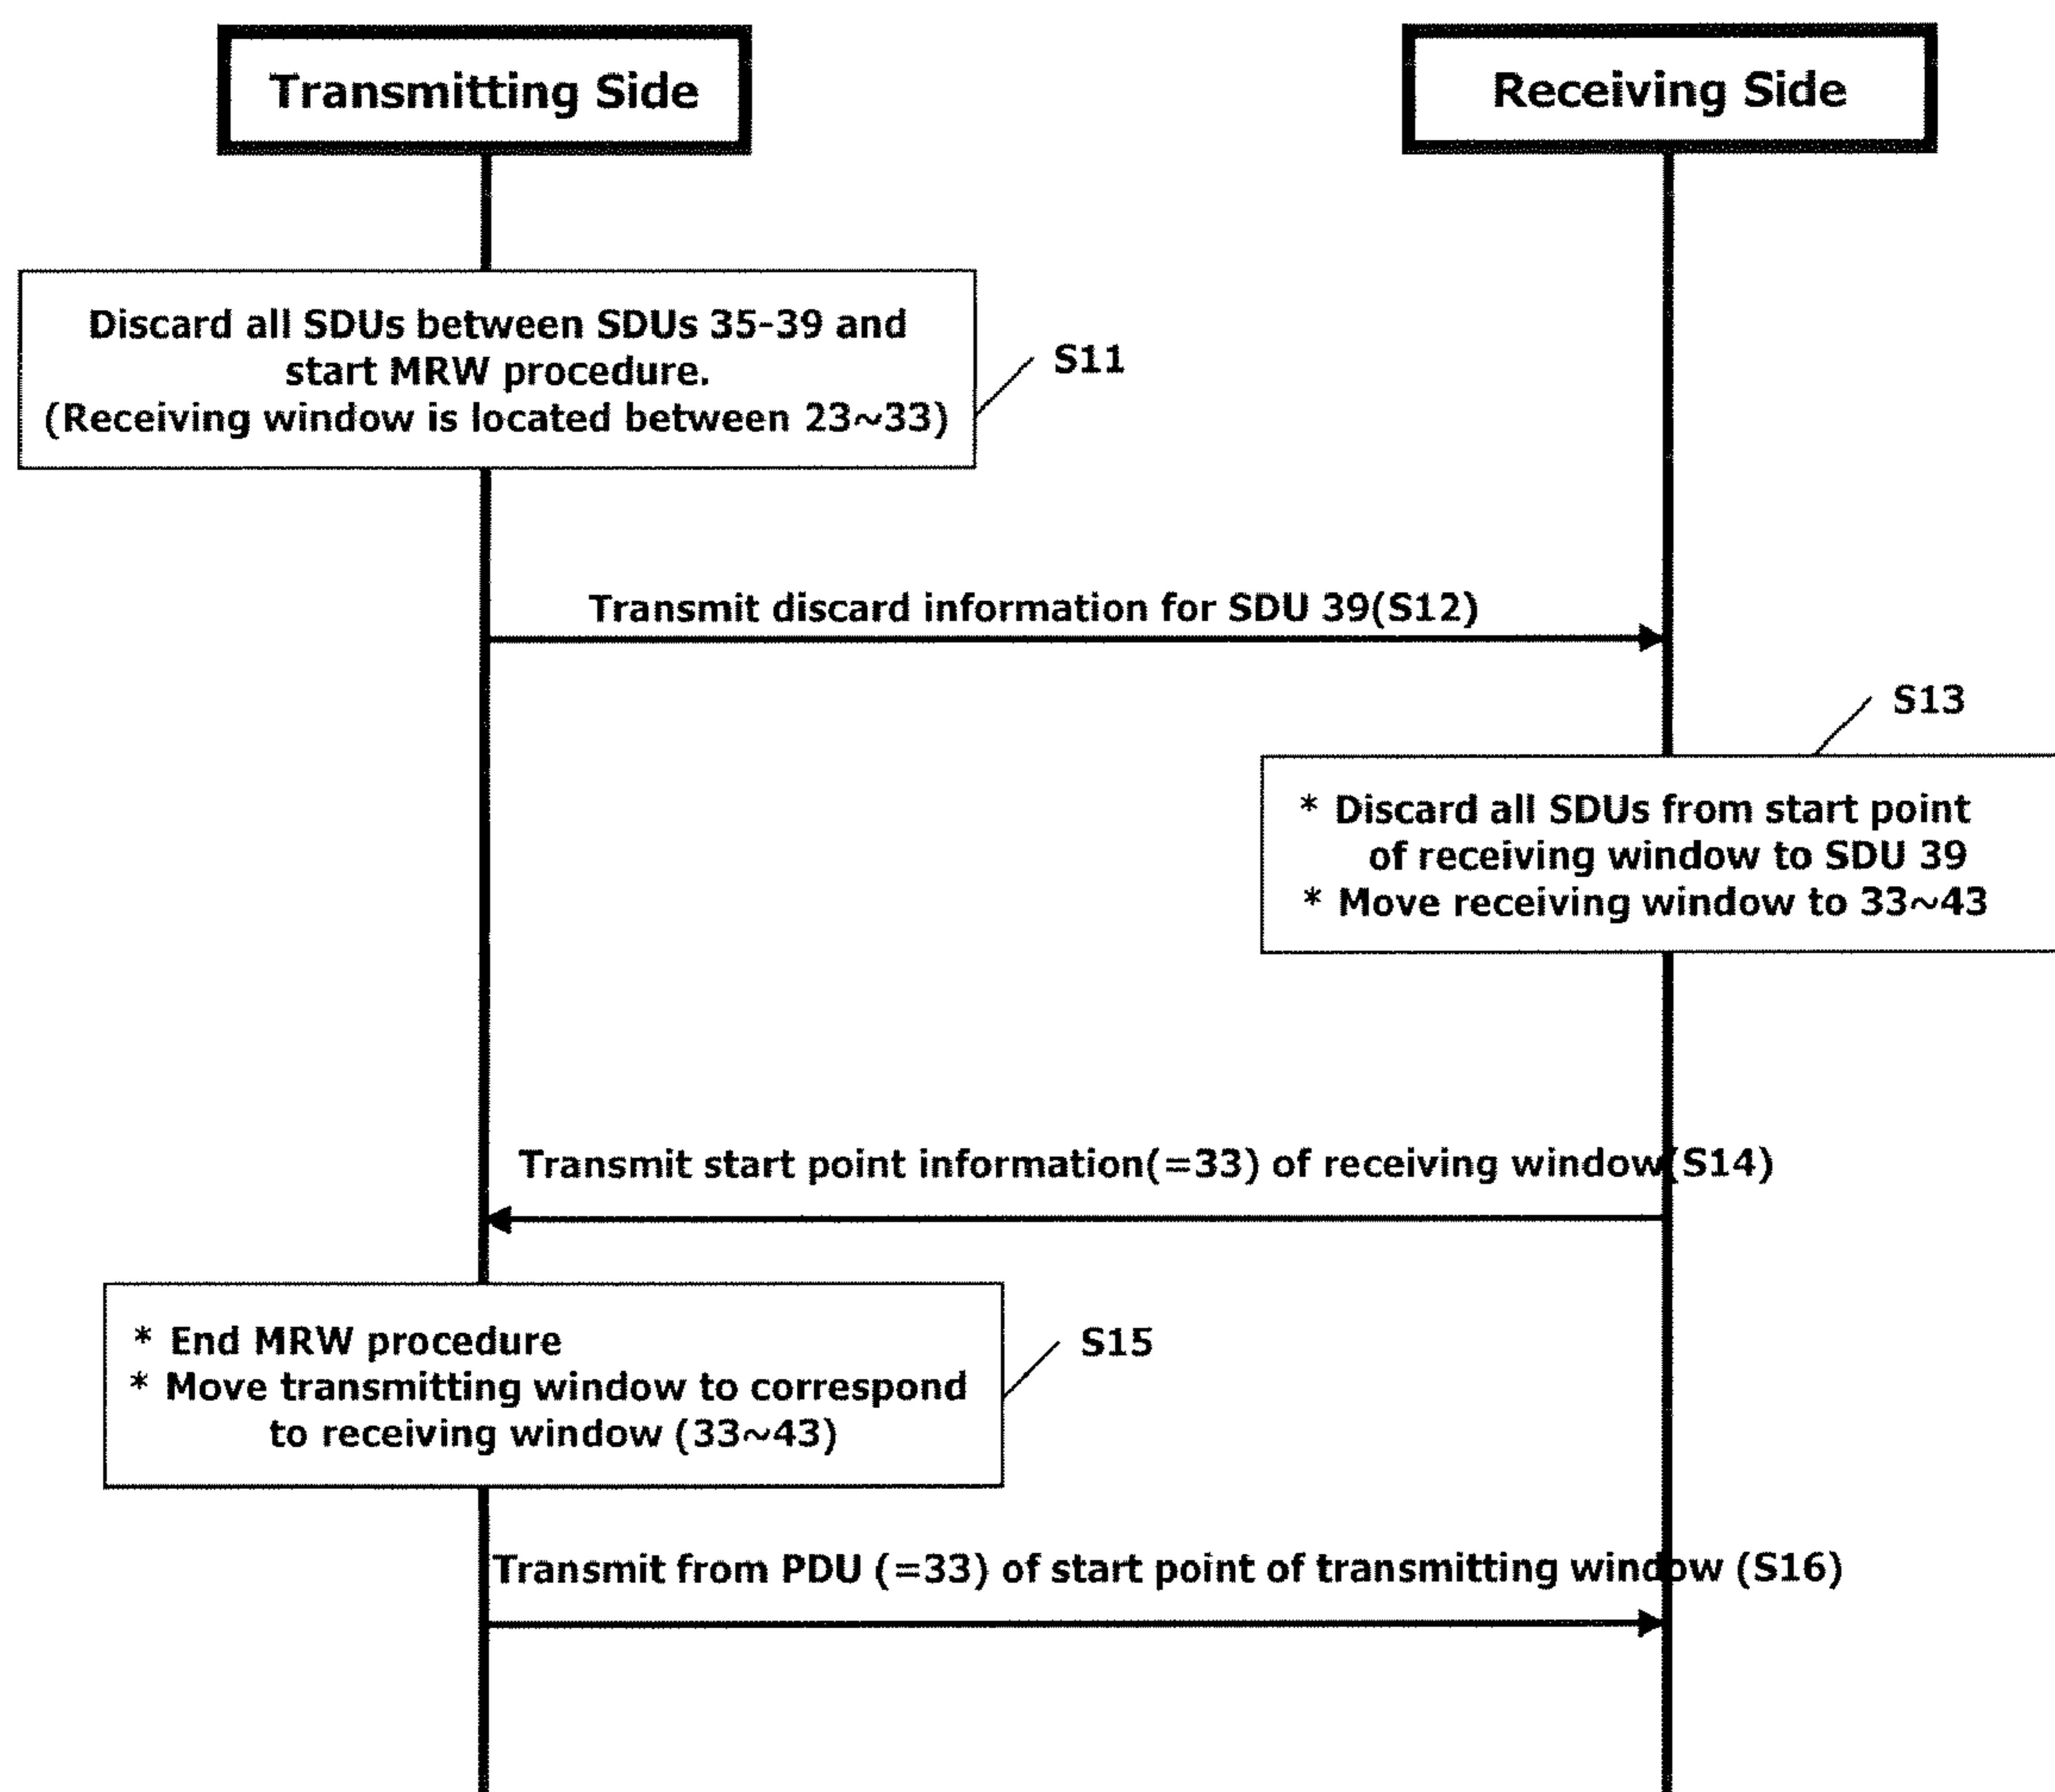 Transmitting Side
Receiving Side
Discard all SDUs between SDUs 35-39 and
start MRW procedure.
(Receiving window is located between 23~33)
S11
Transmit discard information for SDU 39(S12)
S13
* Discard all SDUs from start point
of receiving window to SDU 39
* Move receiving window to 33~43
Transmit start point information(=33) of receiving window(S14)
* End MRW procedure
* Move transmitting window to correspond
to receiving window (33~43)
S15
Transmit from PDU (=33) of start point of transmitting window (S16)